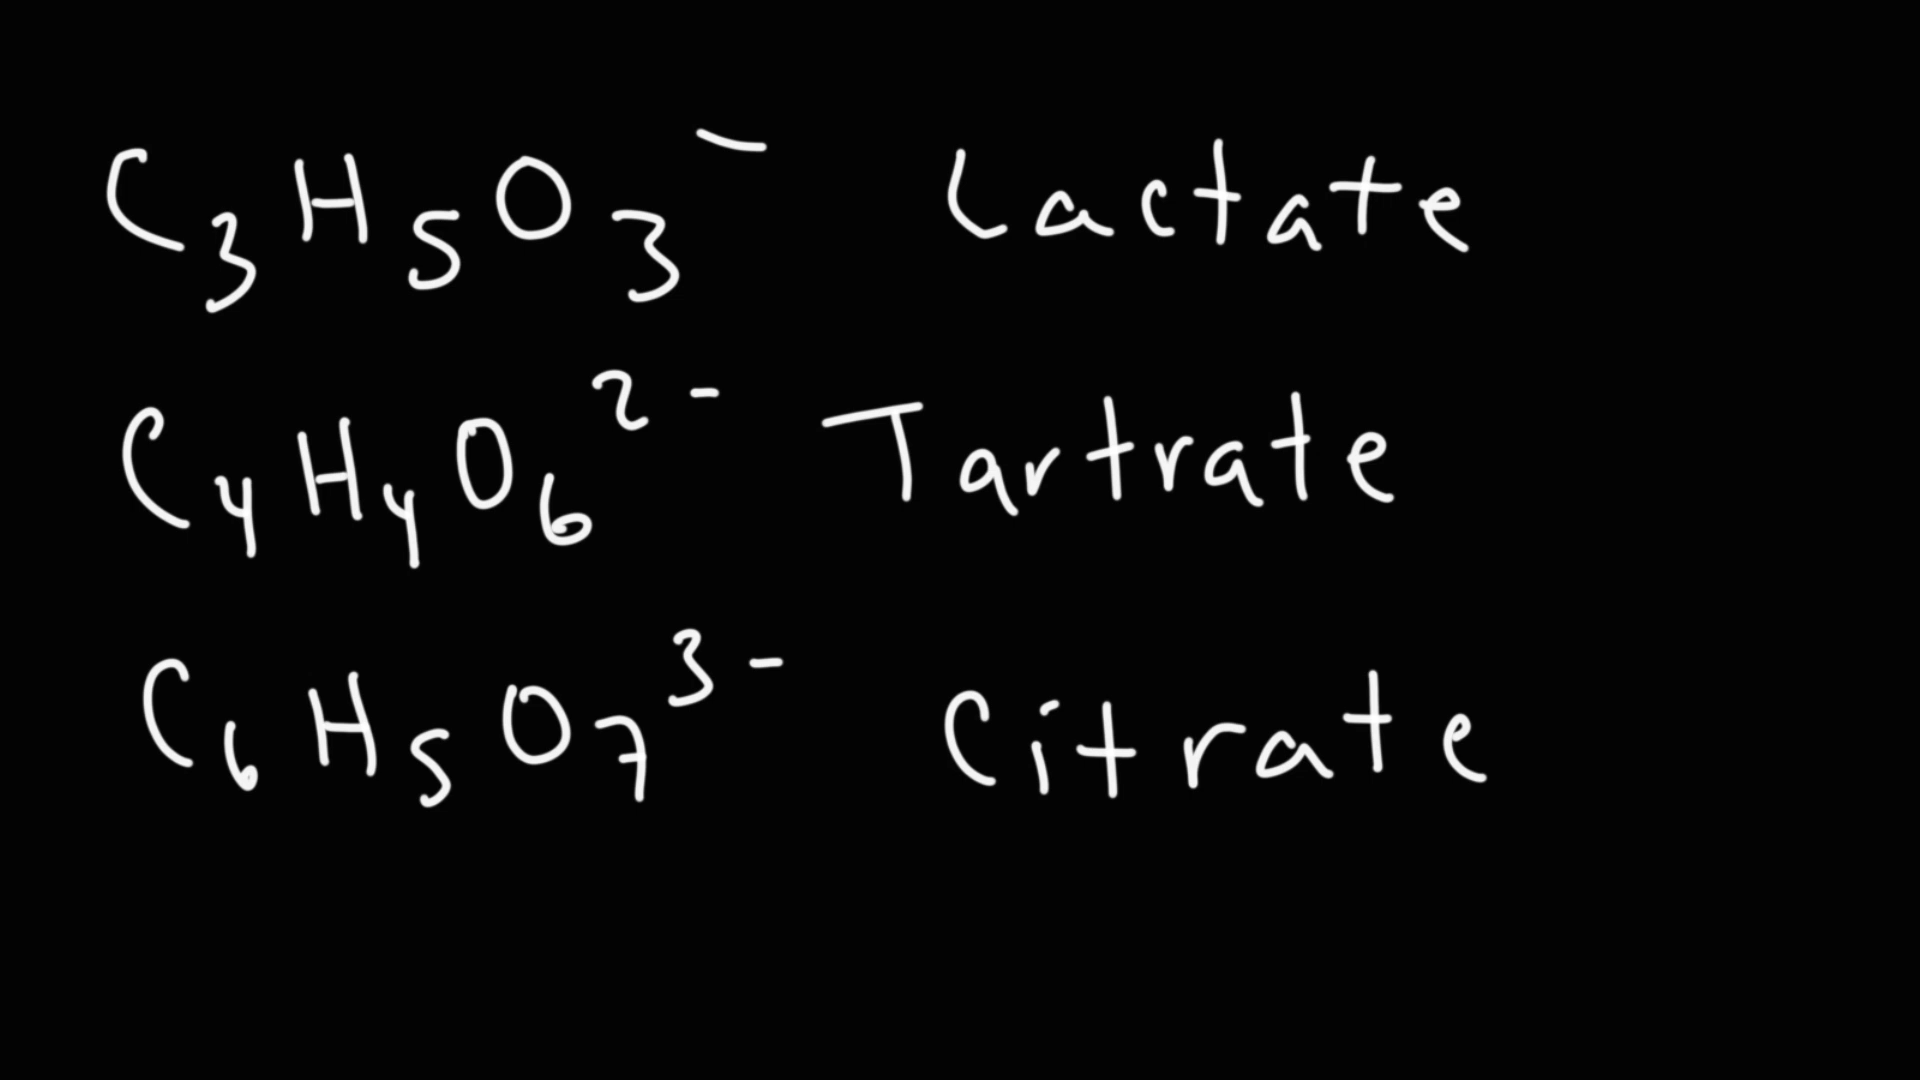 C₃H₅O₃⁻ Lactate
C₄H₄O₆²⁻ Tartrate
C₆H₅O₇³⁻ Citrate